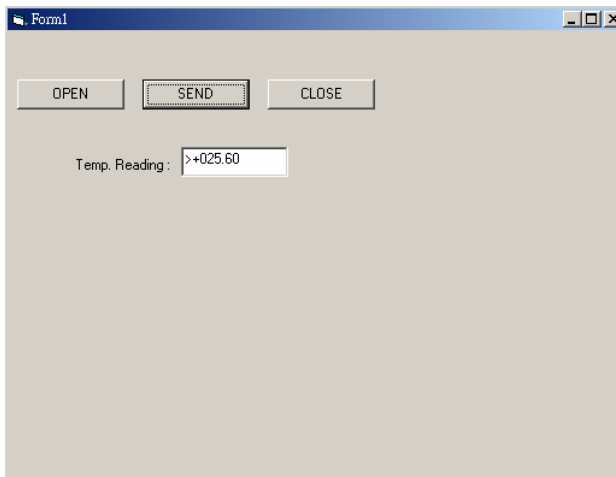 Form1
OPEN SEND CLOSE
Temp. Reading : >+025.60